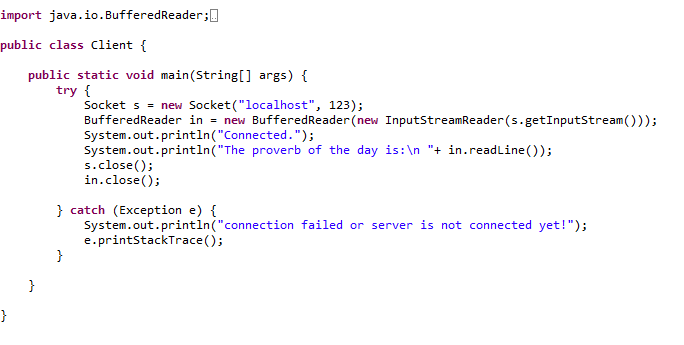 import java.io.BufferedReader;
public class Client {
public static void main(String[] args) {
try {
Socket s = new Socket("localhost", 123);
BufferedReader in = new BufferedReader(new InputStreamReader(s.getInputStream()));
System.out.println("Connected.");
System.out.println("The proverb of the day is:\n "+ in.readLine());
s.close();
in.close();
} catch (Exception e) {
System.out.println("connection failed or server is not connected yet!");
e.printStackTrace();
}
}
}